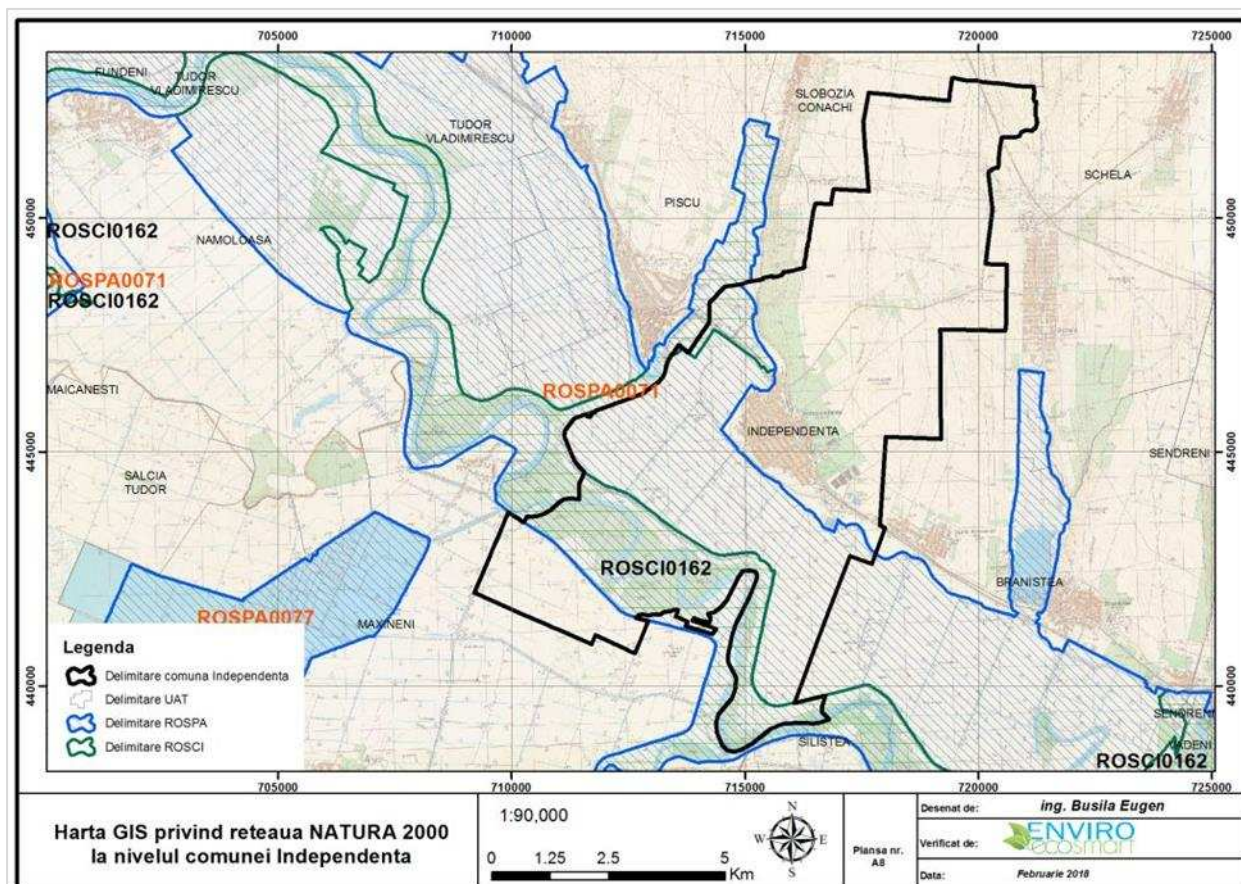 705000 710000 715000 720000 725000
FUNDENI
TUDOR
VLADIMIRESCU
TUDOR
VLADIMIRESCU
SLOBOZIA
CONACHI
SCHELA
PISCU
450000
450000
ROSCI0162
NAMOLOASA
ROSPA0071
ROSCI0162
MAICANESTI
ROSPA0071
INDEPENDENTA
445000
445000
SENDRENI
SALCIA
TUDOR
ROSCI0162
BRANISTEA
ROSPA0077
MAXINENI
440000
440000
SENDRENI
SILISTEA
VADENI
ROSCI0162
Legenda
Delimitare comuna Independenta
Delimitare UAT
Delimitare ROSPA
Delimitare ROSCI
705000 710000 715000 720000 725000
Harta GIS privind reteaua NATURA 2000
la nivelul comunei Independenta
1:90,000
0 1.25 2.5 5
Km
N
W E
S
Plansa nr.
A8
Desenat de: ing. Busila Eugen
Verificat de: ENVIRO
ecosmart
Data: Februarie 2018